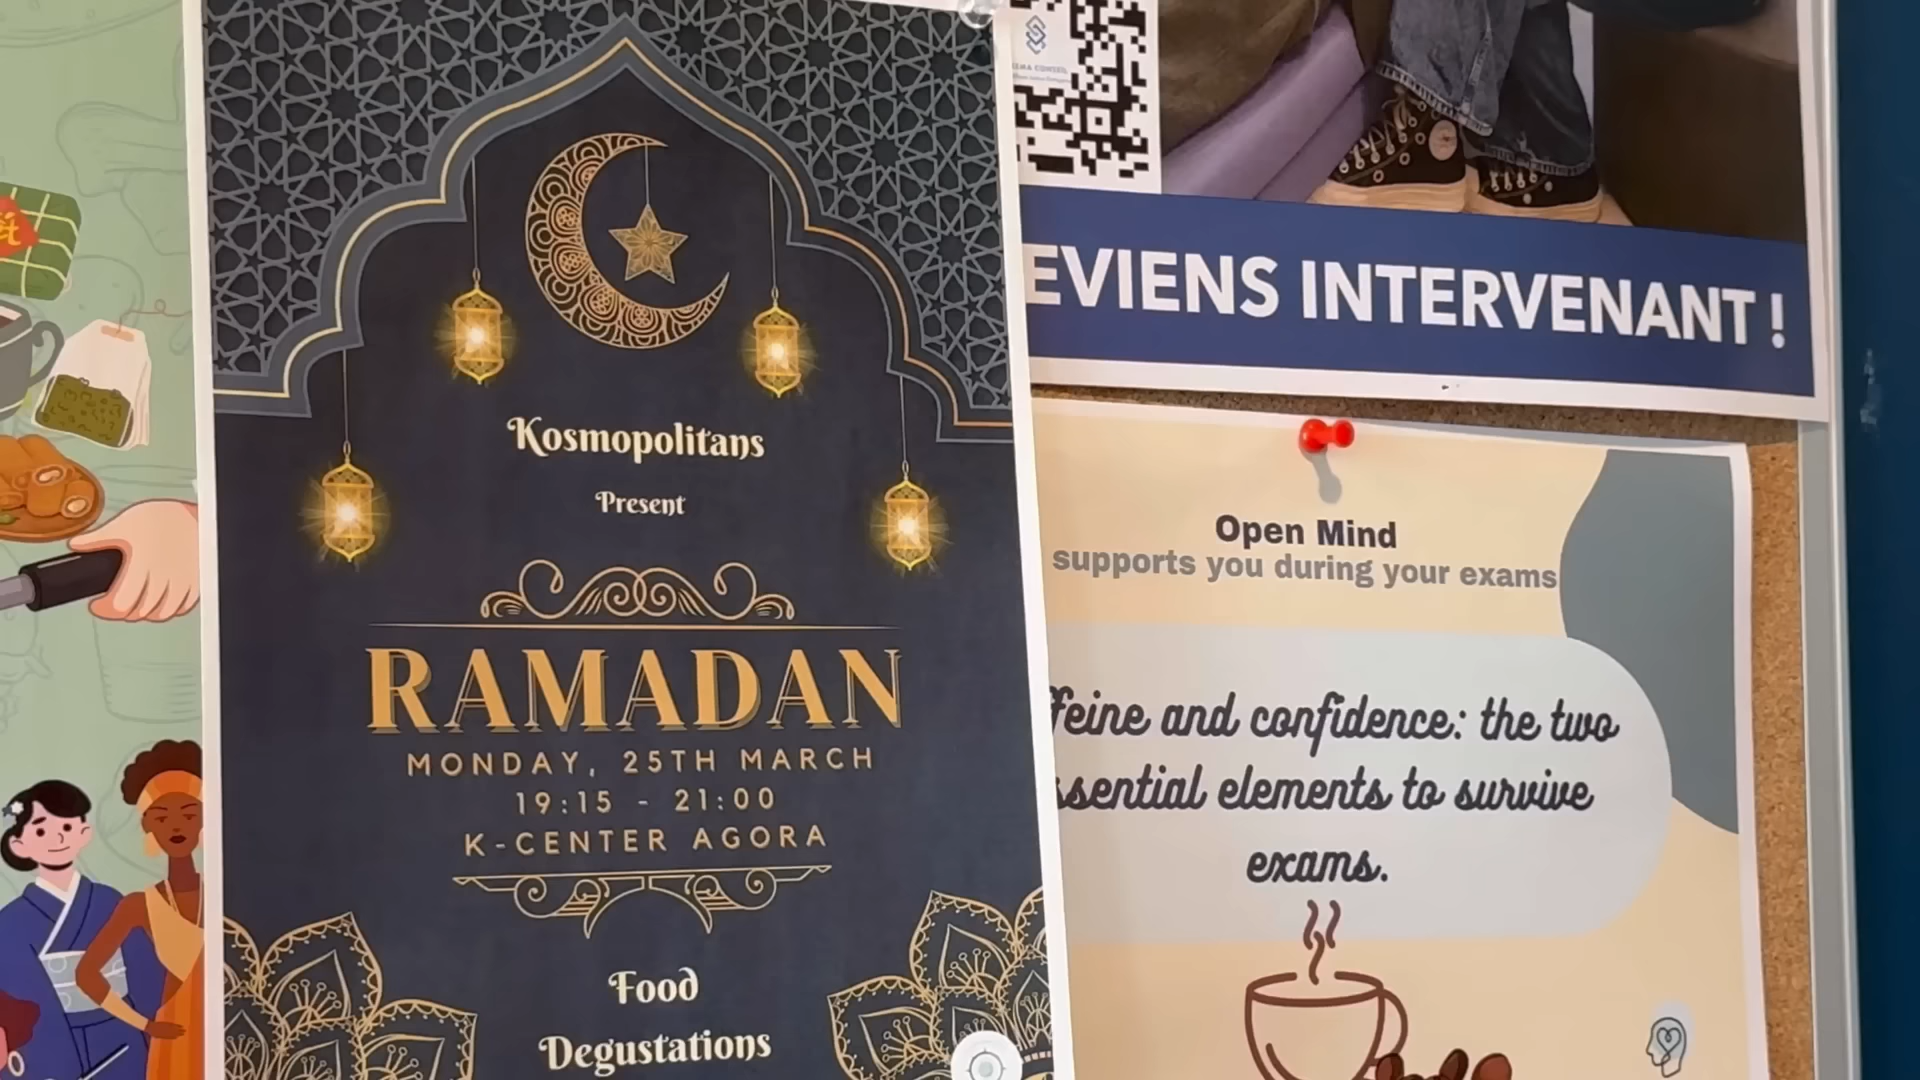 Kosmopolitans
Present
RAMADAN
MONDAY, 25TH MARCH
19:15 - 21:00
K-CENTER AGORA
Food
Degustations
EVIENS INTERVENANT !
Open Mind
supports you during your exams
ffeine and confidence: the two
ssential elements to survive
exams.